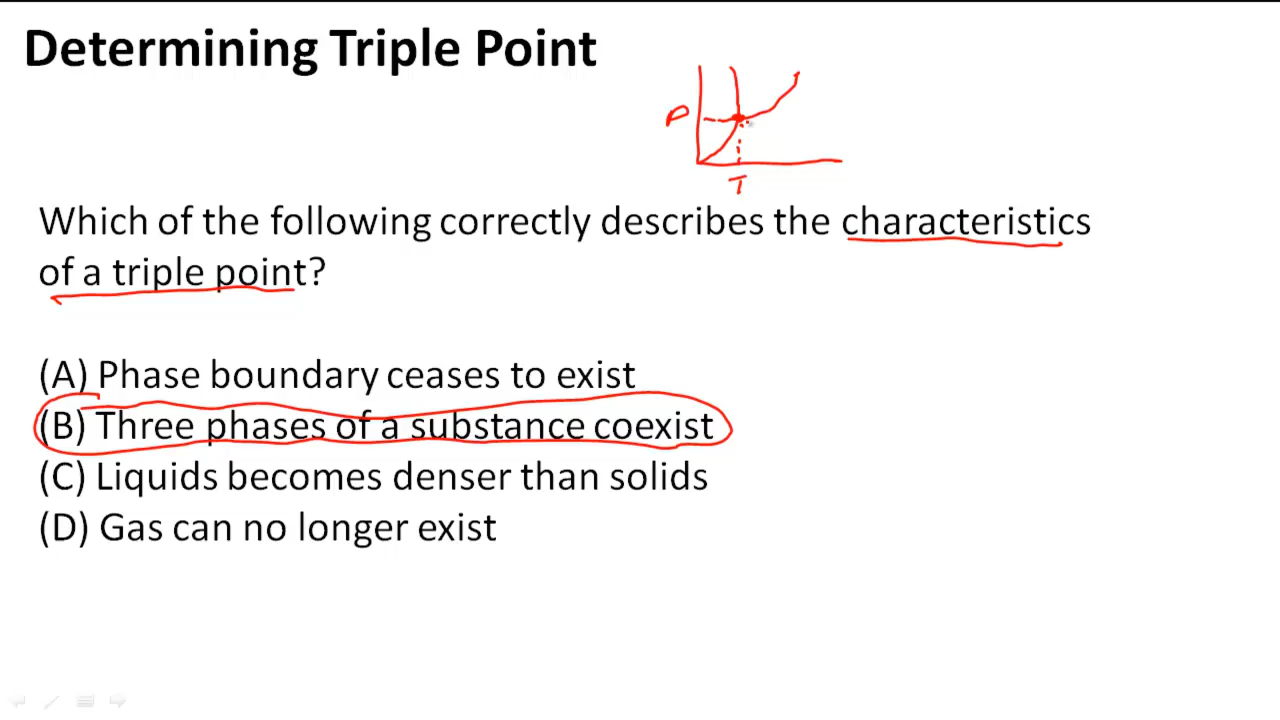 Determining Triple Point
P
T
Which of the following correctly describes the characteristics
of a triple point?
(A) Phase boundary ceases to exist
(B) Three phases of a substance coexist
(C) Liquids becomes denser than solids
(D) Gas can no longer exist